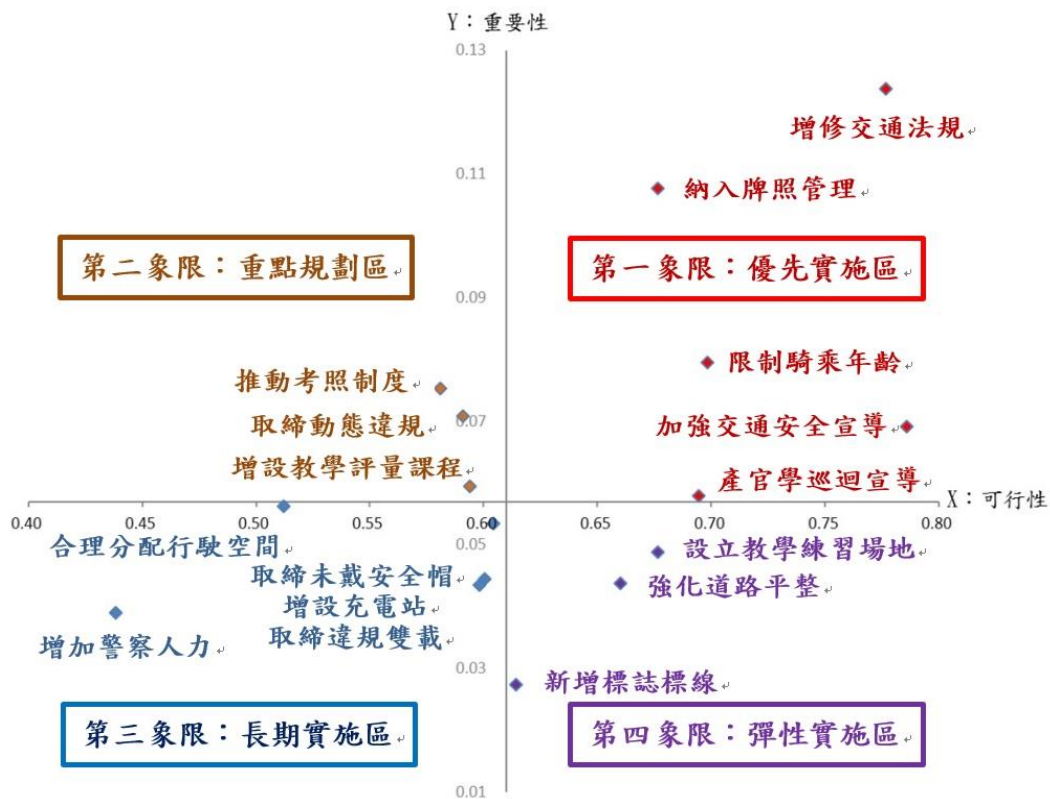 Y：重要性
0.13
增修交通法規
0.11
納入牌照管理
第二象限：重點規劃區
第一象限：優先實施區
0.09
限制騎乘年齡
推動考照制度
取締動態違規
0.07
加強交通安全宣導
增設教學評量課程
產官學巡迴宣導
X：可行性
0.40
0.45
0.50
0.55
0.60
0.65
0.70
0.75
0.80
合理分配行駛空間
0.05
設立教學練習場地
取締未戴安全帽
強化道路平整
增設充電站
增加警察人力
取締違規雙載
0.03
新增標誌標線
第三象限：長期實施區
第四象限：彈性實施區
0.01